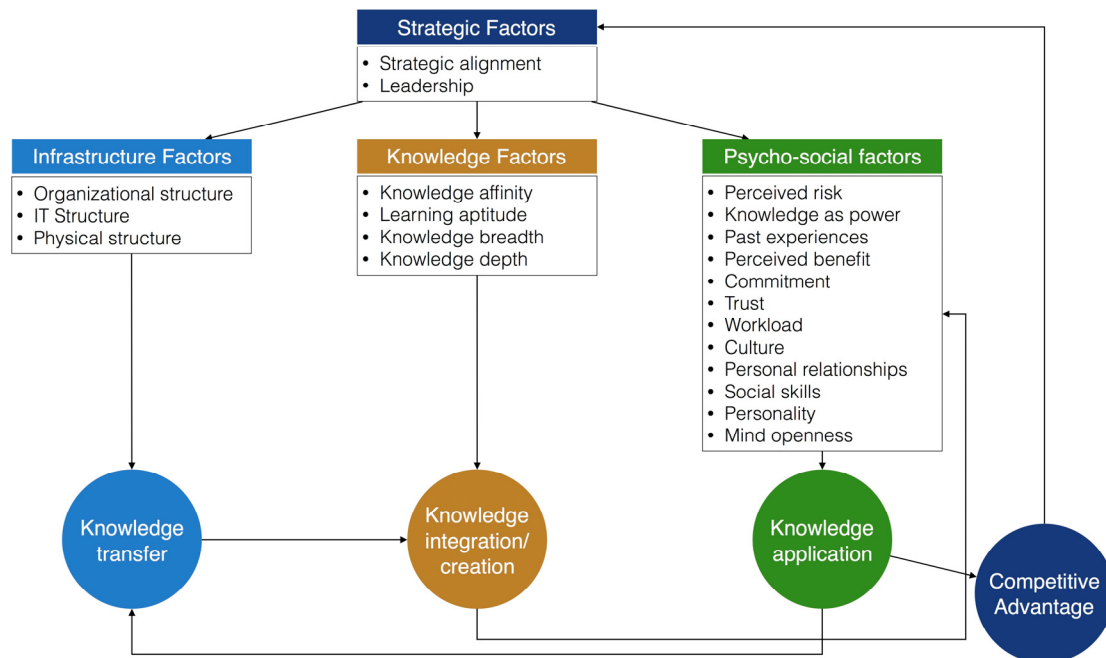 Strategic Factors
• Strategic alignment
• Leadership
Infrastructure Factors
• Organizational structure
• IT Structure
• Physical structure
Knowledge Factors
• Knowledge affinity
• Learning aptitude
• Knowledge breadth
• Knowledge depth
Psycho-social factors
• Perceived risk
• Knowledge as power
• Past experiences
• Perceived benefit
• Commitment
• Trust
• Workload
• Culture
• Personal relationships
• Social skills
• Personality
• Mind openness
Knowledge
transfer
Knowledge
integration/
creation
Knowledge
application
Competitive
Advantage